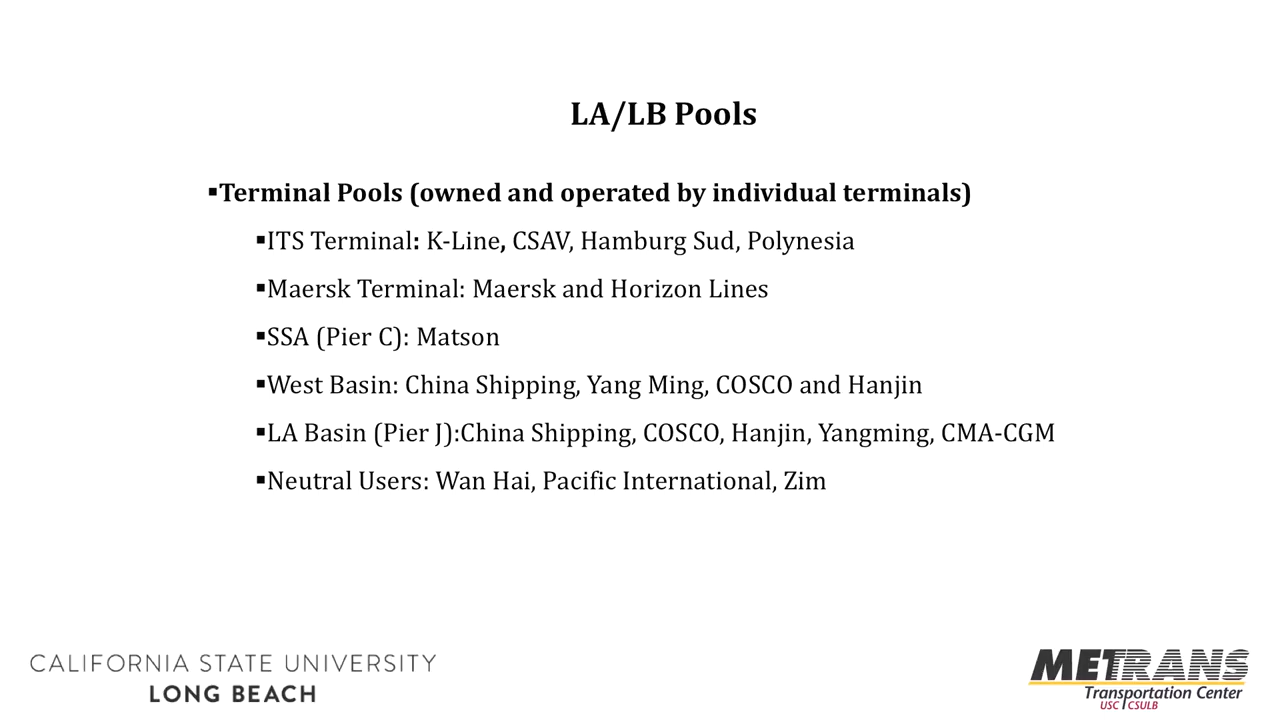 LA/LB Pools
▪Terminal Pools (owned and operated by individual terminals)
▪ITS Terminal: K-Line, CSAV, Hamburg Sud, Polynesia
▪Maersk Terminal: Maersk and Horizon Lines
▪SSA (Pier C): Matson
▪West Basin: China Shipping, Yang Ming, COSCO and Hanjin
▪LA Basin (Pier J):China Shipping, COSCO, Hanjin, Yangming, CMA-CGM
▪Neutral Users: Wan Hai, Pacific International, Zim
CALIFORNIA STATE UNIVERSITY
LONG BEACH
METRANS
Transportation Center
USC CSULB